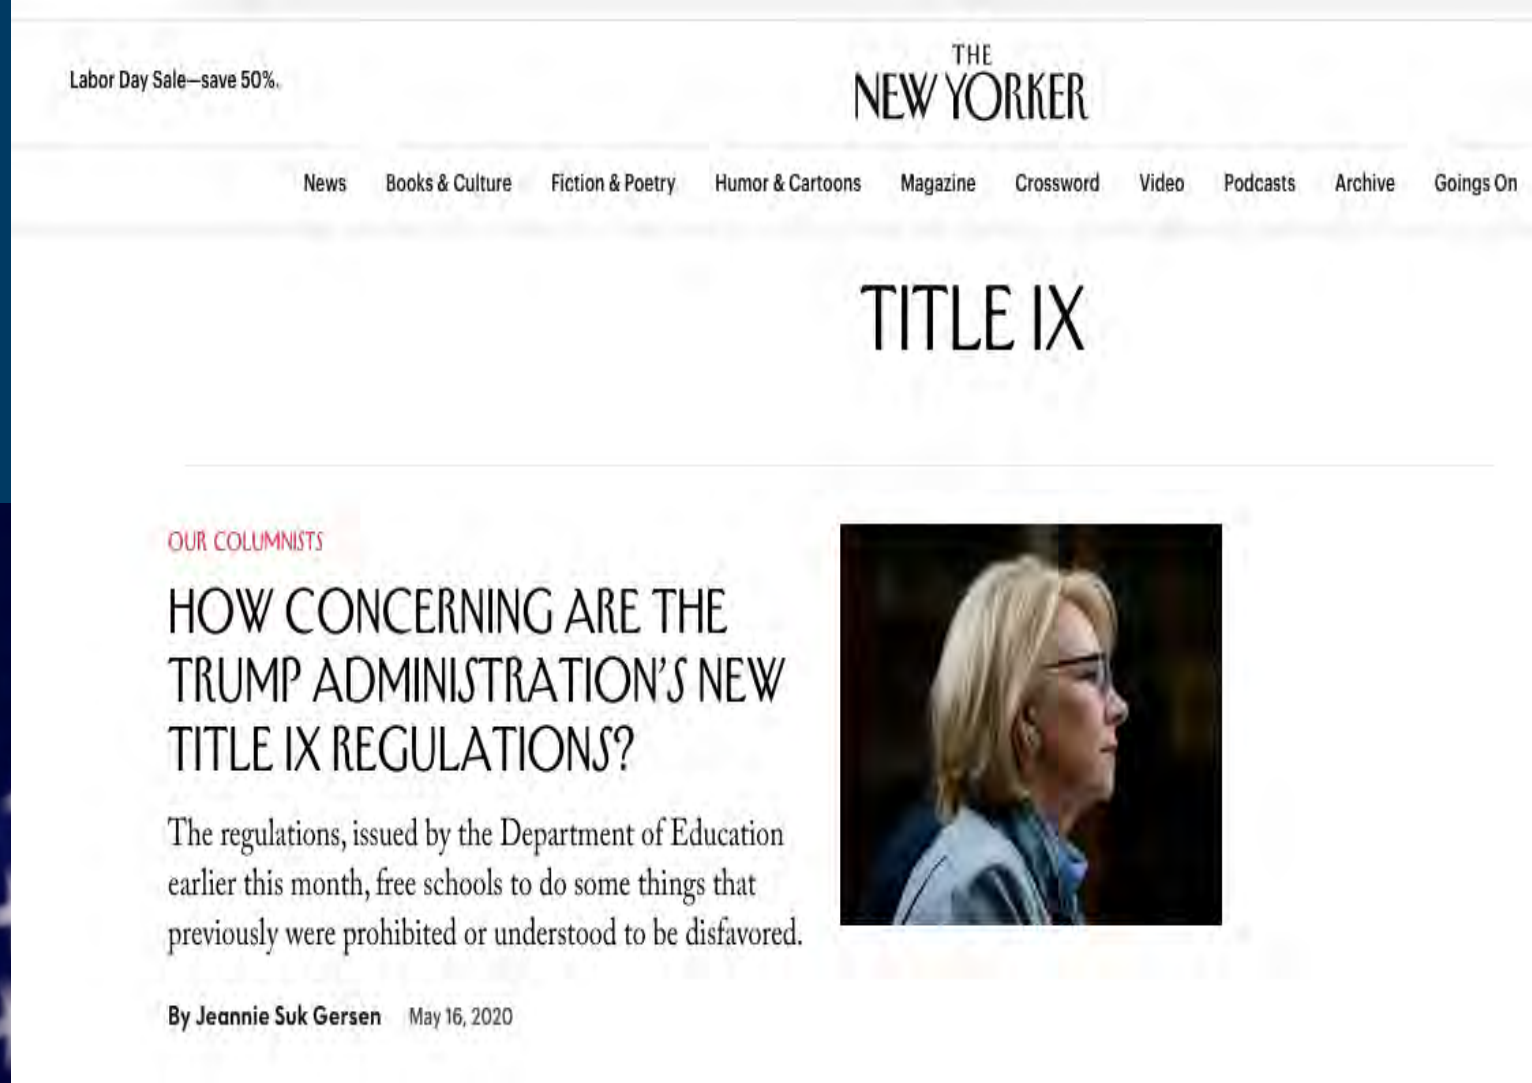 Labor Day Sale—save 50%.
THE
NEW YORKER
News Books & Culture Fiction & Poetry Humor & Cartoons Magazine Crossword Video Podcasts Archive Goings On
TITLE IX
OUR COLUMNISTS
HOW CONCERNING ARE THE
TRUMP ADMINISTRATION'S NEW
TITLE IX REGULATIONS?
The regulations, issued by the Department of Education
earlier this month, free schools to do some things that
previously were prohibited or understood to be disfavored.
By Jeannie Suk Gersen May 16, 2020